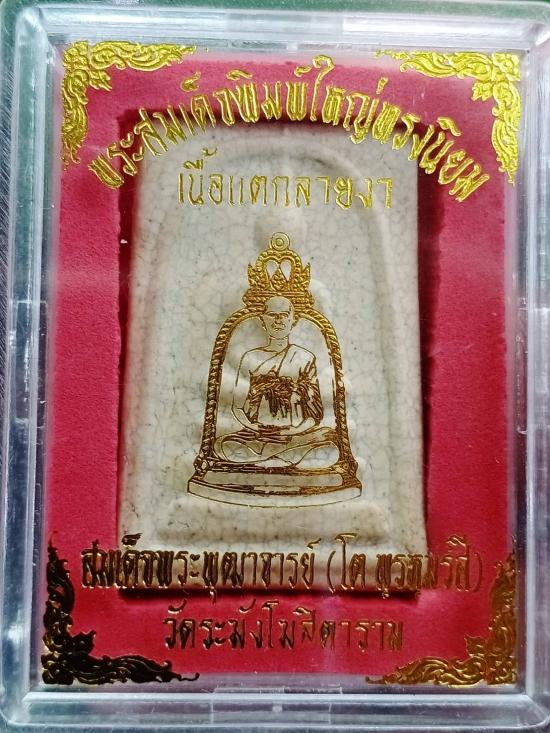 พระสมเด็จพิมพ์ใหญ่ทรงนิยม
เนื้อแตกลายงา
สมเด็จพระพุฒาจารย์ (โต พรหฺมรํสี)
วัดระฆังโฆสิตาราม